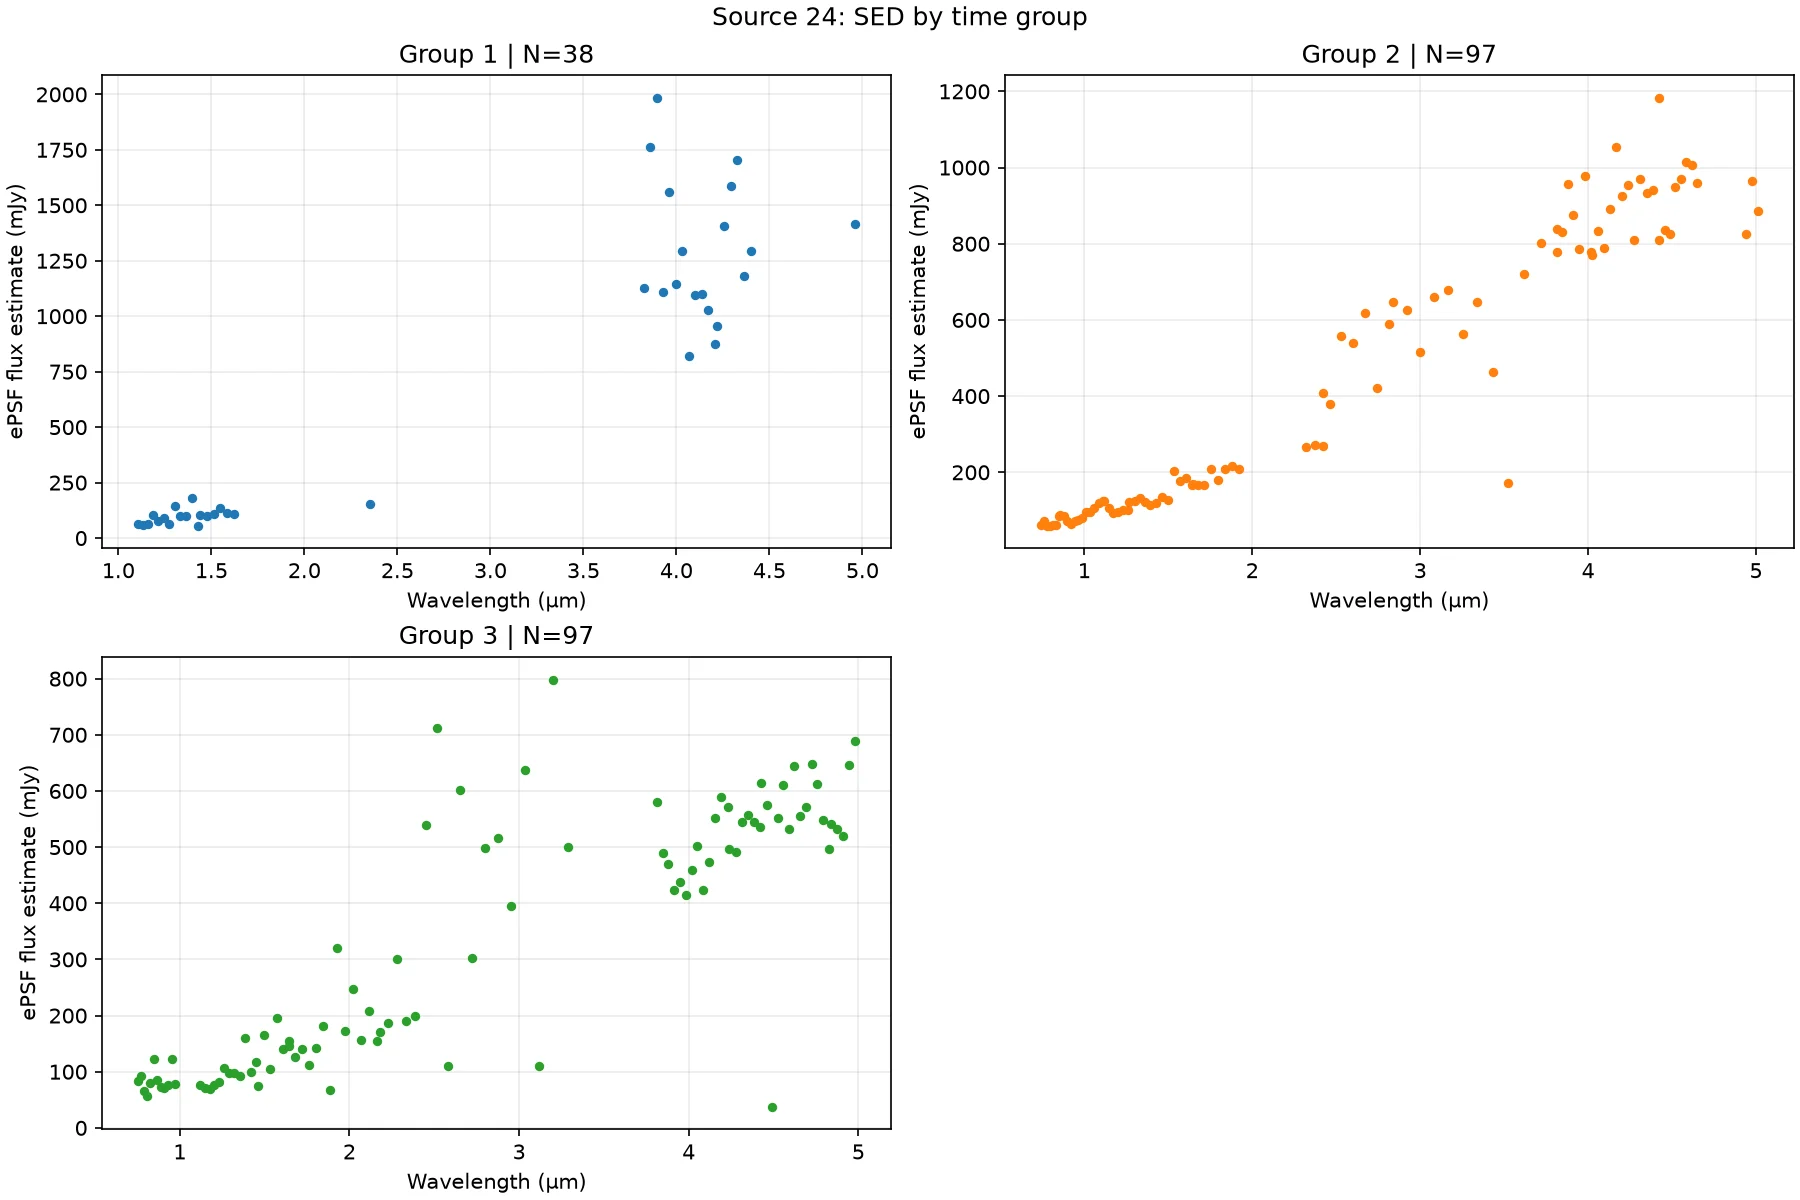 Source 24: SED by time group
Group 1 | N=38
ePSF flux estimate (mJy)
2000
1750
1500
1250
1000
750
500
250
0
1.0 1.5 2.0 2.5 3.0 3.5 4.0 4.5 5.0
Wavelength (μm)
Group 2 | N=97
ePSF flux estimate (mJy)
1200
1000
800
600
400
200
1 2 3 4 5
Wavelength (μm)
Group 3 | N=97
ePSF flux estimate (mJy)
800
700
600
500
400
300
200
100
0
1 2 3 4 5
Wavelength (μm)